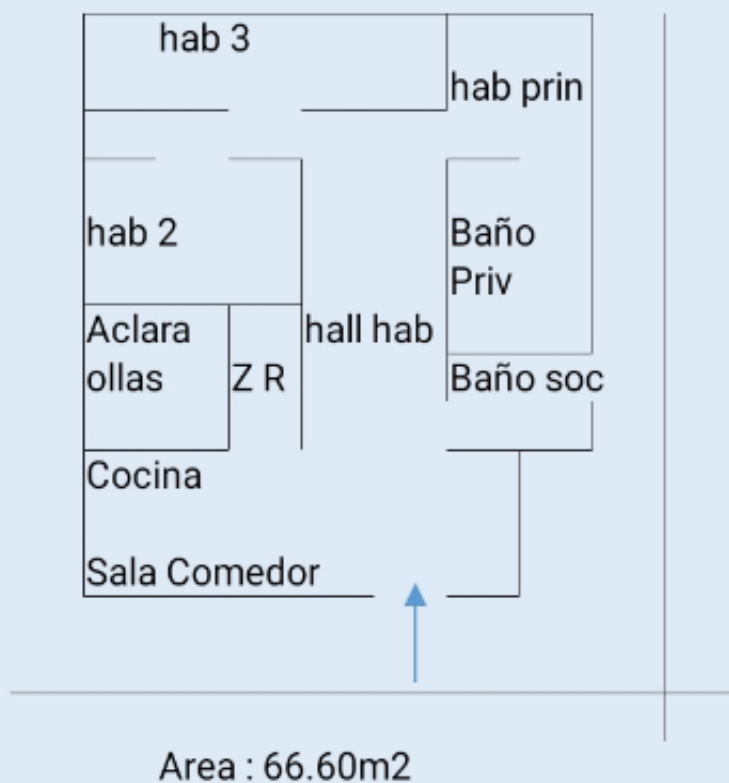 hab 3
hab prin
hab 2
Baño
Priv
Aclara
ollas
Z R
hall hab
Baño soc
Cocina
Sala Comedor
Area : 66.60m2